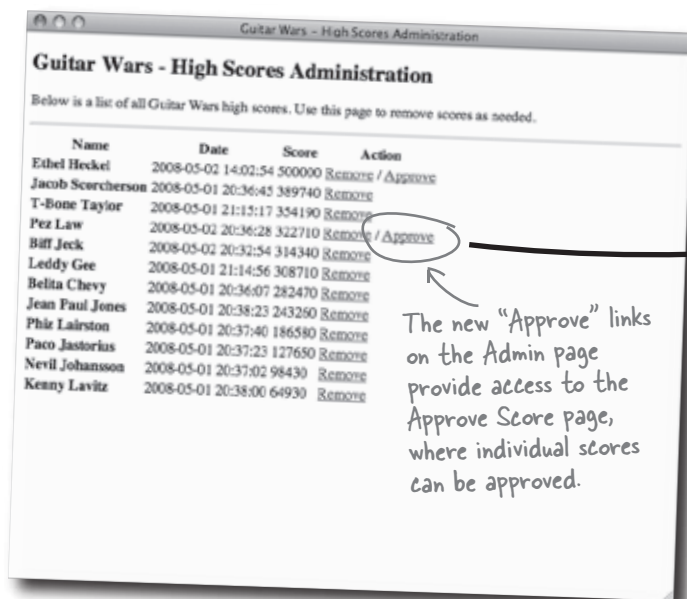 Guitar Wars - High Scores Administration
Guitar Wars - High Scores Administration
Below is a list of all Guitar Wars high scores. Use this page to remove scores as needed.
Name Date Score Action
Ethel Heckel 2008-05-02 14:02:54 500000 Remove / Approve
Jacob Scorcherson 2008-05-01 20:36:45 389740 Remove
T-Bone Taylor 2008-05-01 21:15:17 354190 Remove
Pez Law 2008-05-02 20:36:28 322710 Remove / Approve
Biff Jeck 2008-05-02 20:32:54 314340 Remove
Leddy Gee 2008-05-01 21:14:56 308710 Remove
Belita Chevy 2008-05-01 20:36:07 282470 Remove
Jean Paul Jones 2008-05-01 20:38:23 243260 Remove
Phiz Lairston 2008-05-01 20:37:40 186580 Remove
Paco Jastorius 2008-05-01 20:37:23 127650 Remove
Nevil Johansson 2008-05-01 20:37:02 98430 Remove
Kenny Lavitz 2008-05-01 20:38:00 64930 Remove
The new “Approve” links
on the Admin page
provide access to the
Approve Score page,
where individual scores
can be approved.